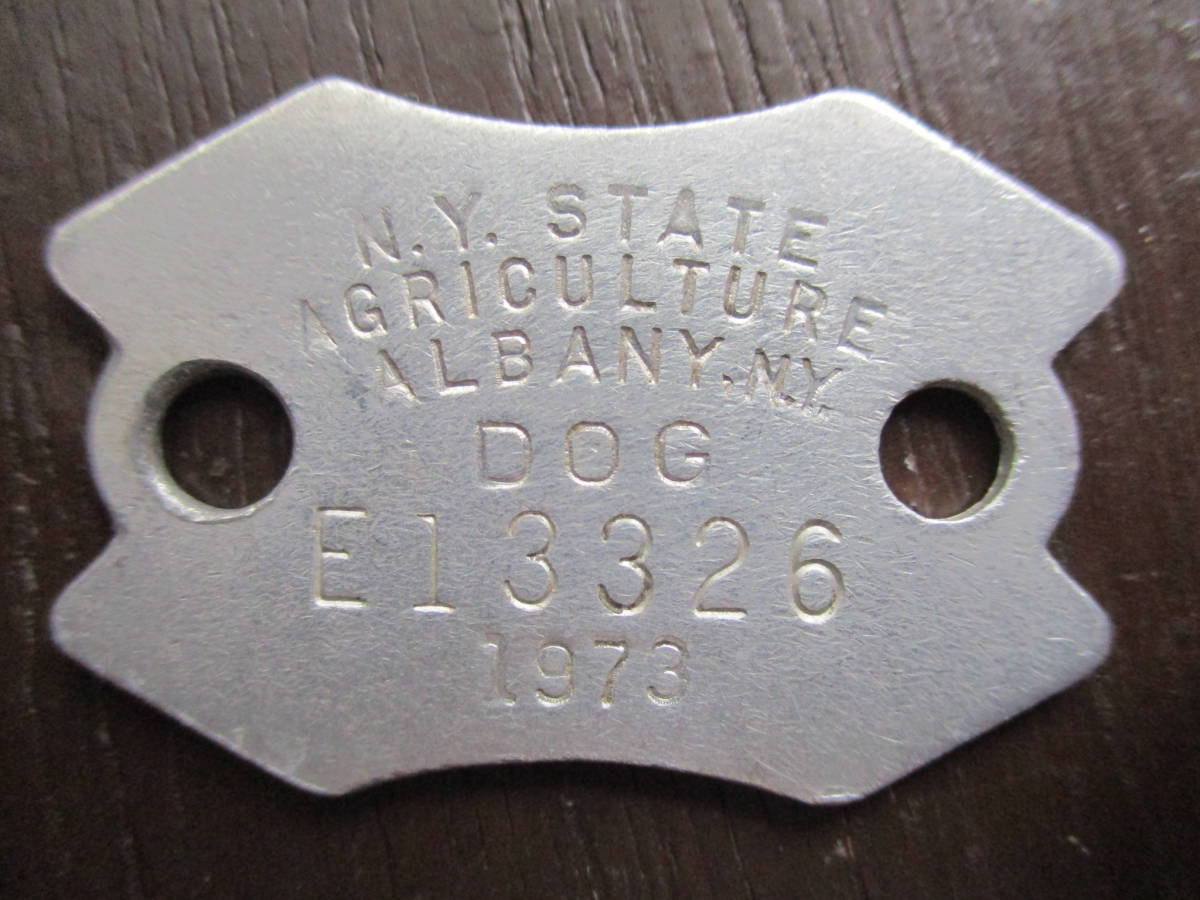 N.Y. STATE
AGRICULTURE
ALBANY.N.Y.
DOG
E13326
1973